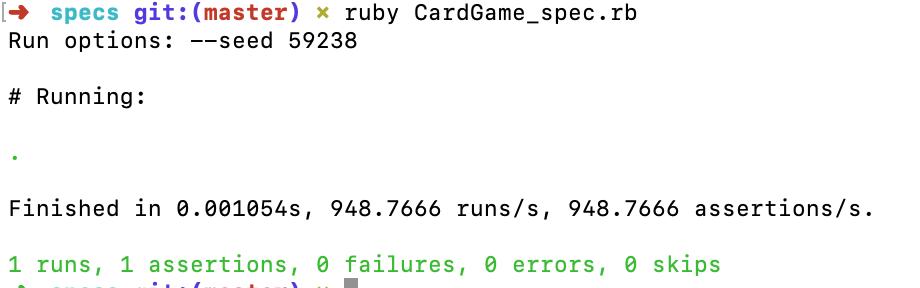 [➜  specs git:(master) ✗ ruby CardGame_spec.rb
Run options: --seed 59238
# Running:
.
Finished in 0.001054s, 948.7666 runs/s, 948.7666 assertions/s.
1 runs, 1 assertions, 0 failures, 0 errors, 0 skips
➜  specs git:(master) ✗